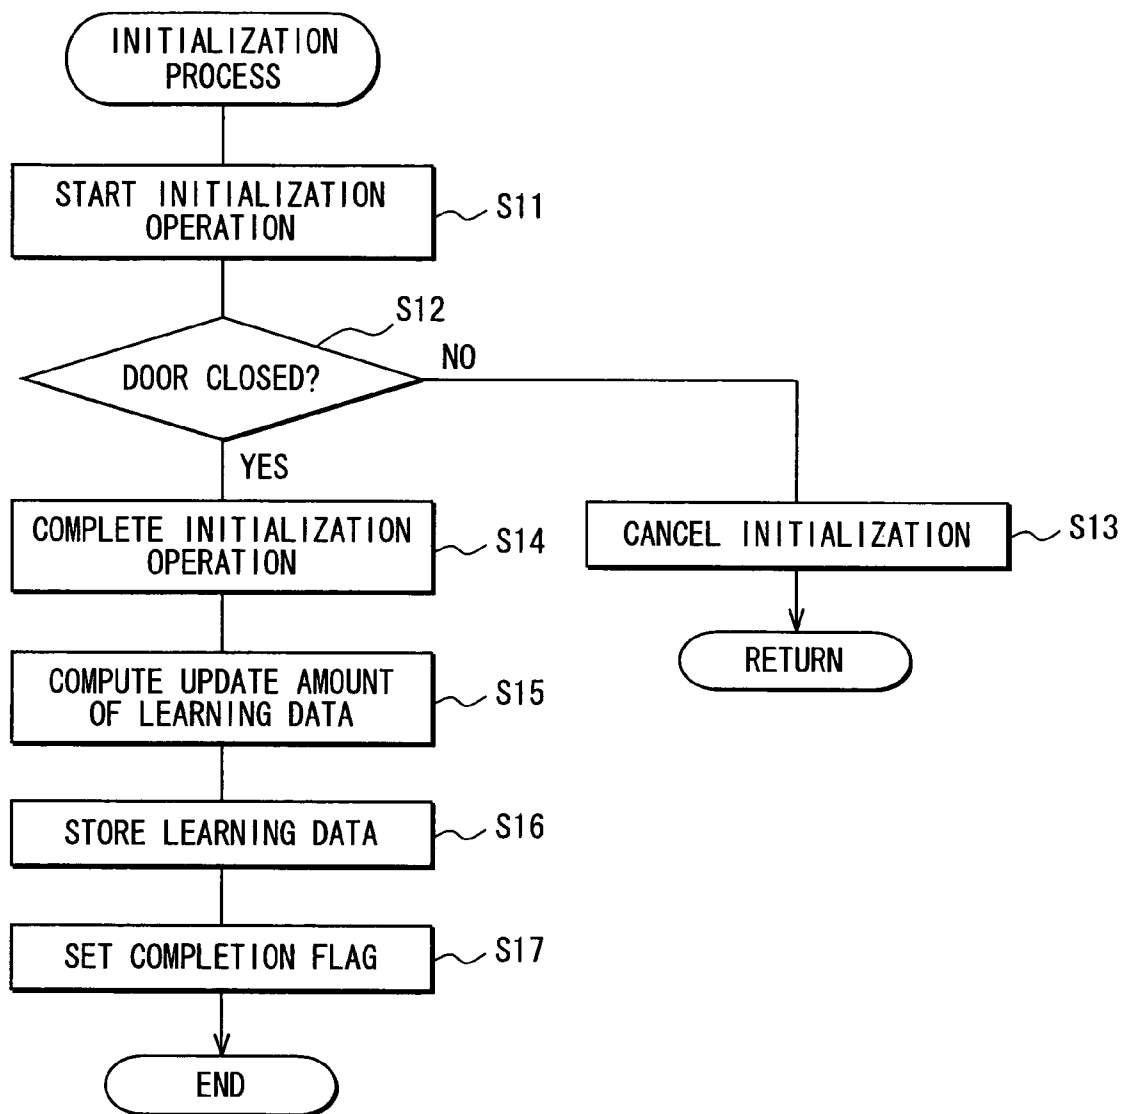 INITIALIZATION
PROCESS
START INITIALIZATION
OPERATION
S11
S12
DOOR CLOSED?
NO
YES
COMPLETE INITIALIZATION
OPERATION
S14
CANCEL INITIALIZATION
S13
RETURN
COMPUTE UPDATE AMOUNT
OF LEARNING DATA
S15
STORE LEARNING DATA
S16
SET COMPLETION FLAG
S17
END